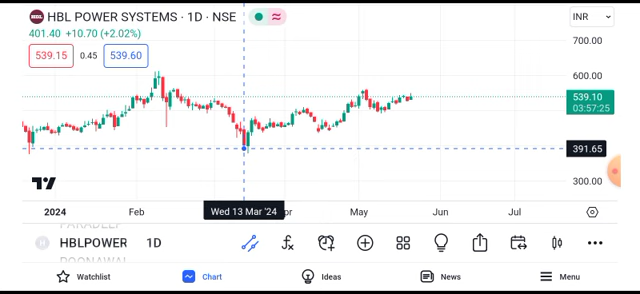 HBL
HBL POWER SYSTEMS · 1D · NSE
INR
401.40 +10.70 (+2.02%)
539.15 0.45 539.60
700.00
600.00
539.10
03:57:25
391.65
300.00
2024 Feb Wed 13 Mar '24 pr May Jun Jul
HBLPOWER 1D
Watchlist Chart Ideas News Menu